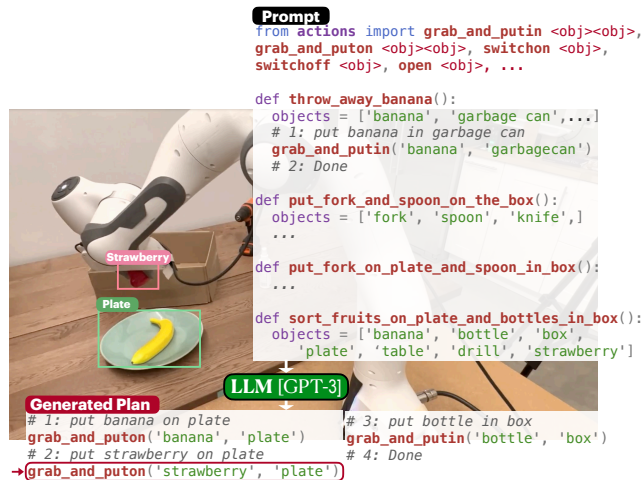 Prompt
from actions import grab_and_putin <obj><obj>,
grab_and_puton <obj><obj>, switchon <obj>,
switchoff <obj>, open <obj>, ...
def throw_away_banana():
objects = ['banana', 'garbage can',...]
# 1: put banana in garbage can
grab_and_putin('banana', 'garbagecan')
# 2: Done
def put_fork_and_spoon_on_the_box():
objects = ['fork', 'spoon', 'knife',]
...
def put_fork_on_plate_and_spoon_in_box():
...
def sort_fruits_on_plate_and_bottles_in_box():
objects = ['banana', 'bottle', 'box',
'plate', 'table', 'drill', 'strawberry']
Strawberry
Plate
LLM [GPT-3]
Generated Plan
# 1: put banana on plate
grab_and_puton('banana', 'plate')
# 2: put strawberry on plate
→grab_and_puton('strawberry', 'plate')
# 3: put bottle in box
grab_and_putin('bottle', 'box')
# 4: Done